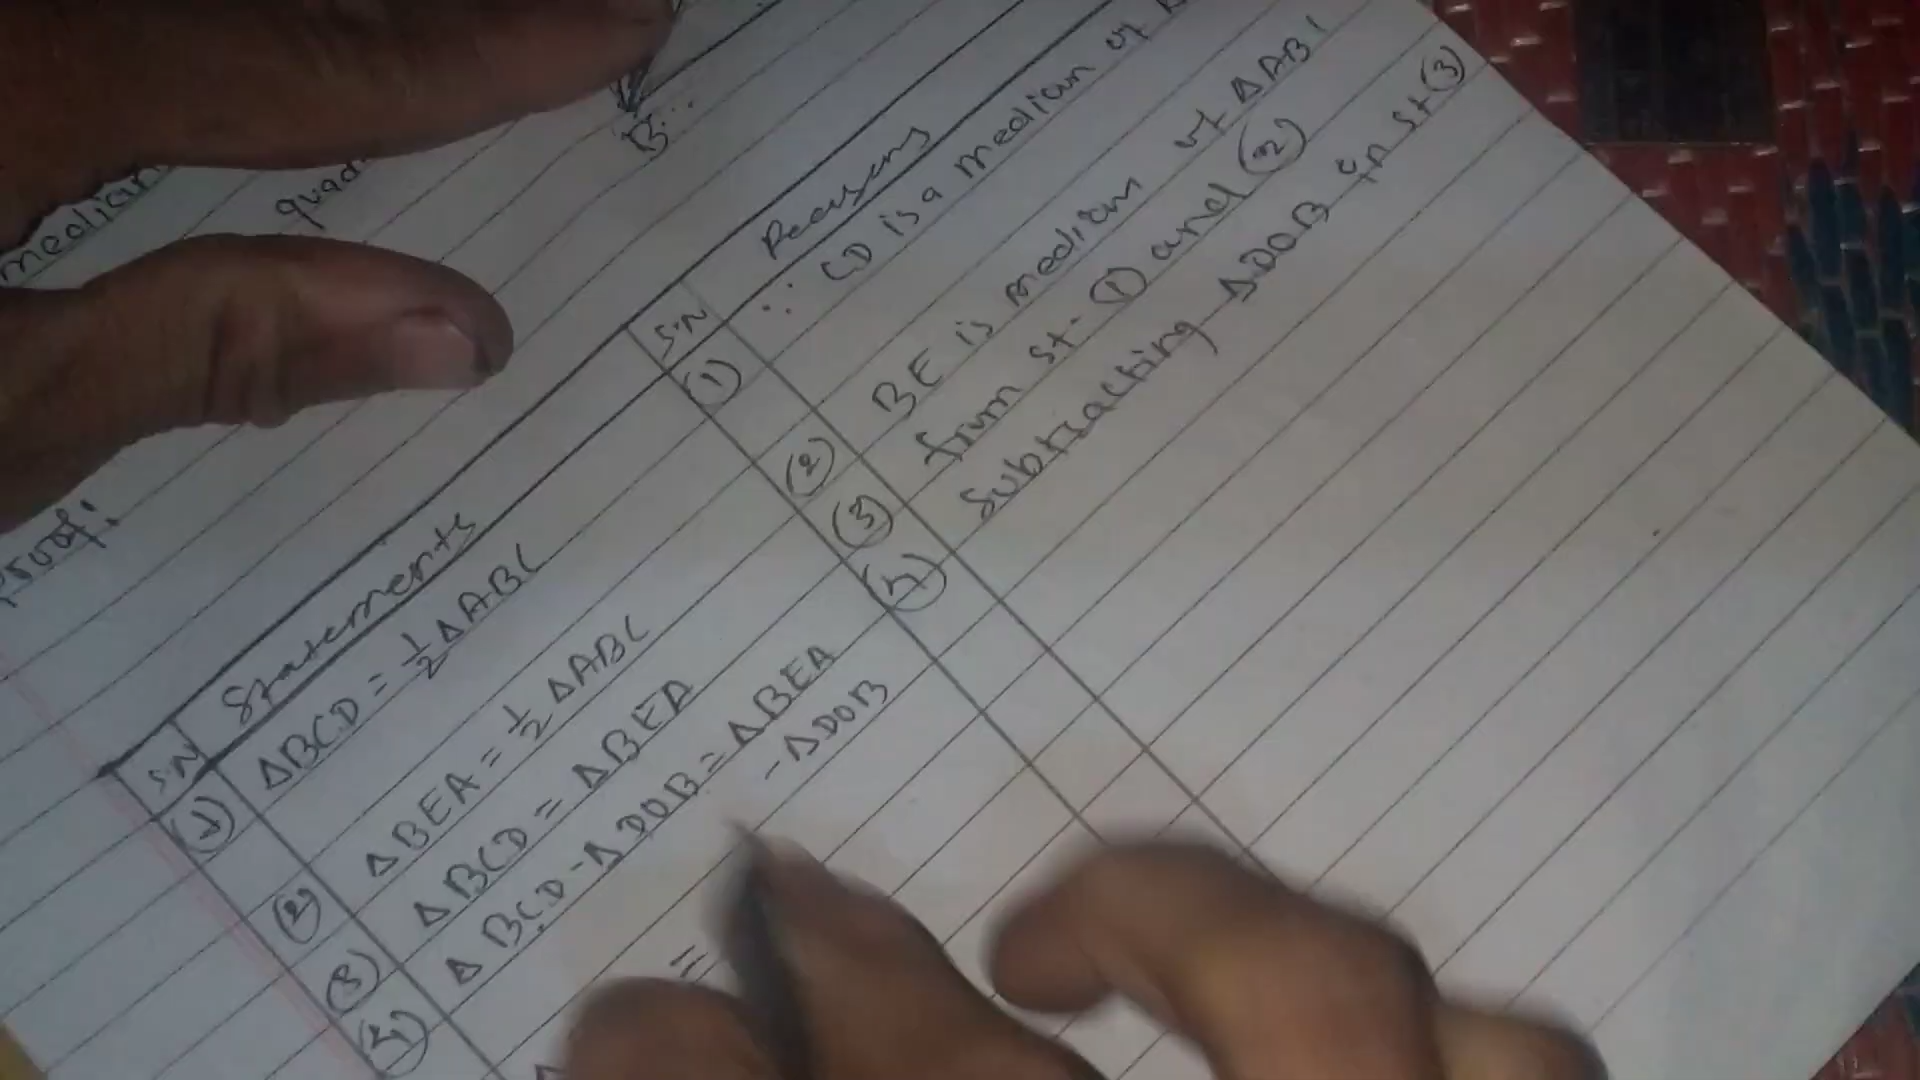 B
median
quad
Proof:
S.N Statements S.N Reasons
(1) ΔBCD = 1/2 ΔABC (1) ∵ CD is a median of
(2) ΔBEA = 1/2 ΔABC (2) BE is median of ΔABC
(3) ΔBCD = ΔBEA (3) from st. (1) and (2)
(4) ΔBCD - ΔDOB = ΔBEA (4) Subtracting ΔDOB in st (3)
- ΔDOB
=